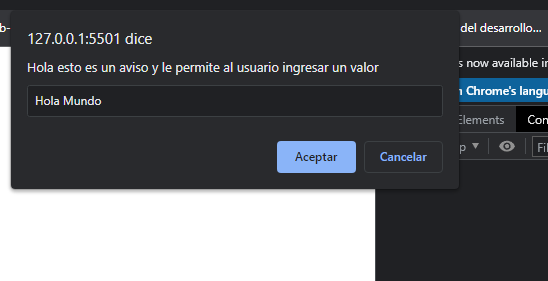 b-
del desarrollo...
127.0.0.1:5501 dice
Hola esto es un aviso y le permite al usuario ingresar un valor
Hola Mundo
Aceptar
Cancelar
s now available in
n Chrome's langu
Elements
Con
p
Fil